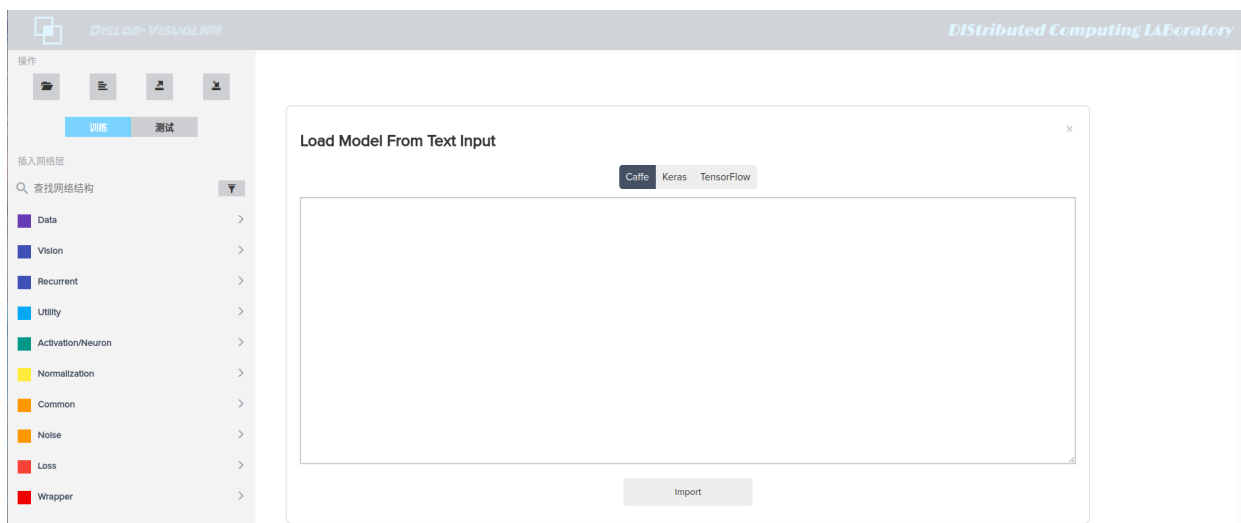 DISLAB-VISUALNN
DIStributed Computing LABoratory
操作
训练 测试
插入网络层
查找网络结构
Data
Vision
Recurrent
Utility
Activation/Neuron
Normalization
Common
Noise
Loss
Wrapper
Load Model From Text Input
×
Caffe Keras TensorFlow
Import